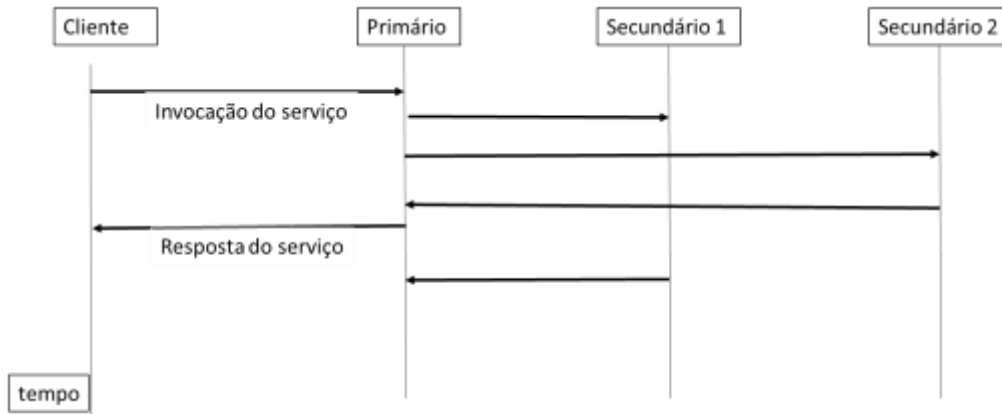 Cliente
Primário
Secundário 1
Secundário 2
Invocação do serviço
Resposta do serviço
tempo